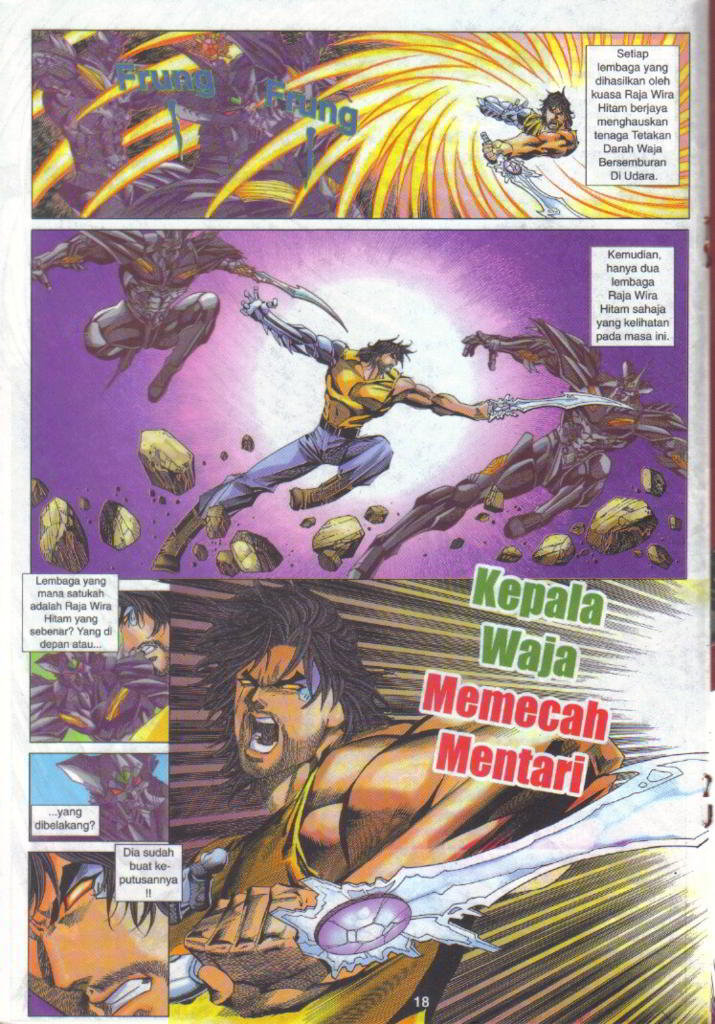 Frung
Frung
Setiap
lembaga yang
dihasilkan oleh
kuasa Raja Wira
Hitam berjaya
menghauskan
tenaga Tetakan
Darah Waja
Bersemburan
Di Udara.
Kemudian,
hanya dua
lembaga
Raja Wira
Hitam sahaja
yang kelihatan
pada masa ini.
Lembaga yang
mana satukah
adalah Raja Wira
Hitam yang
sebenar? Yang di
depan atau...
Kepala
Waja
Memecah
Mentari
...yang
dibelakang?
Dia sudah
buat ke-
putusannya
!!
18